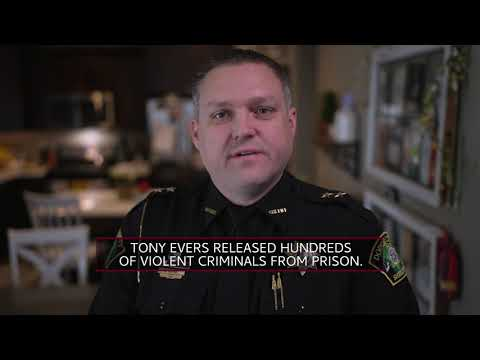 TONY EVERS RELEASED HUNDREDS
OF VIOLENT CRIMINALS FROM PRISON.